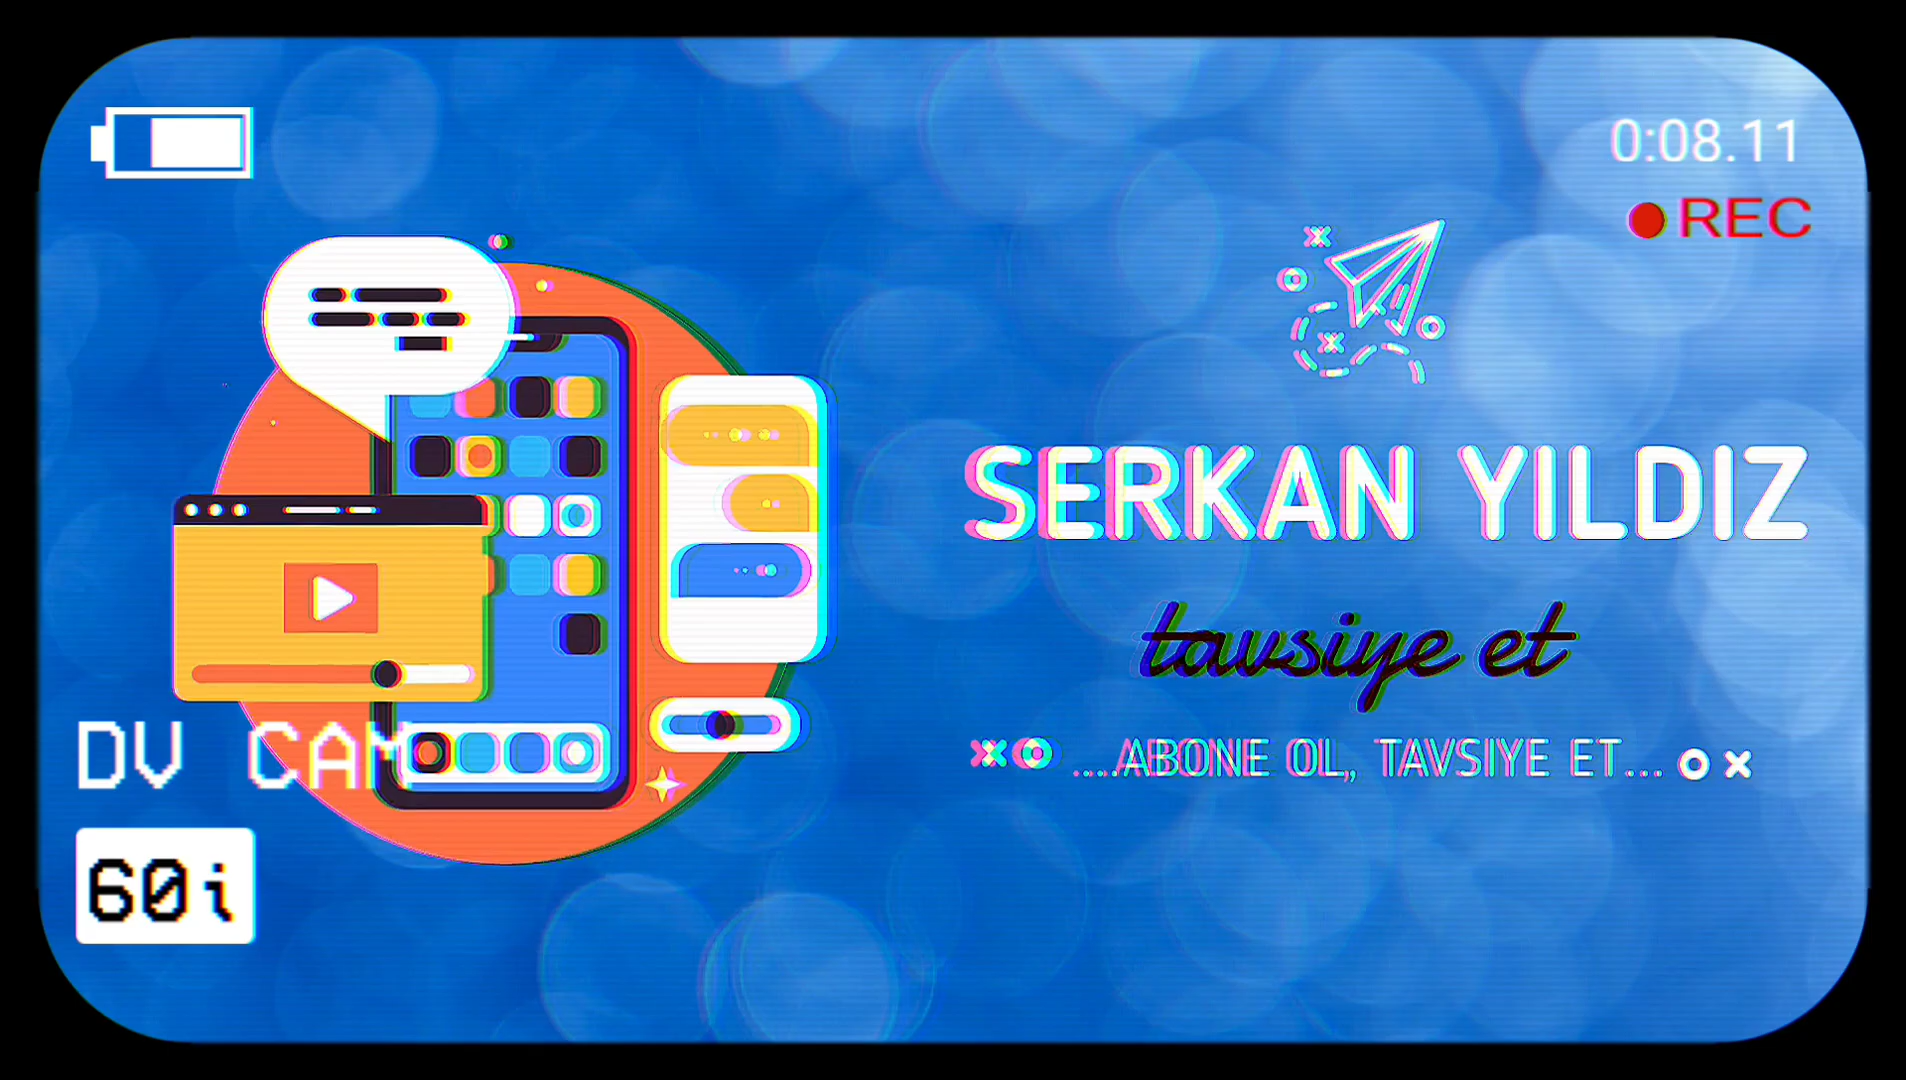 0:08.11
REC
SERKAN YILDIZ
tavsiye et
....ABONE OL,, TAVSIYE ET...
DV CAM
60i